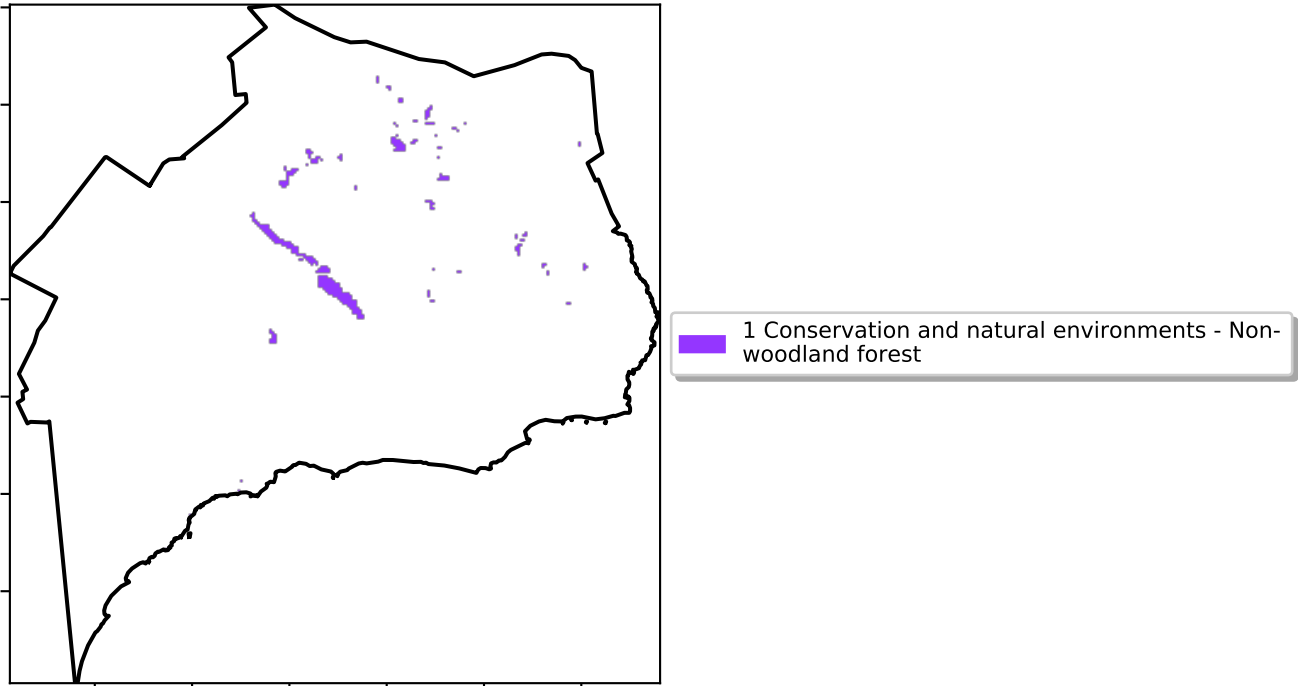 1 Conservation and natural environments - Non-
woodland forest